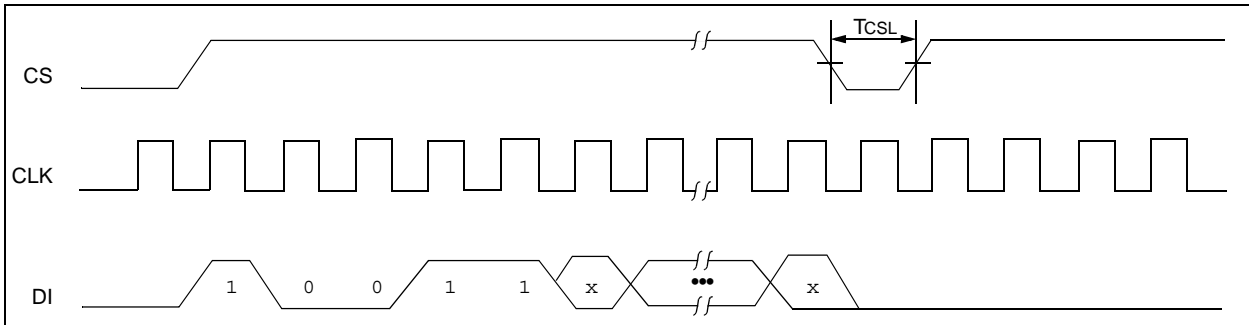 TCSL
CS
CLK
DI 1 0 0 1 1 x ••• x